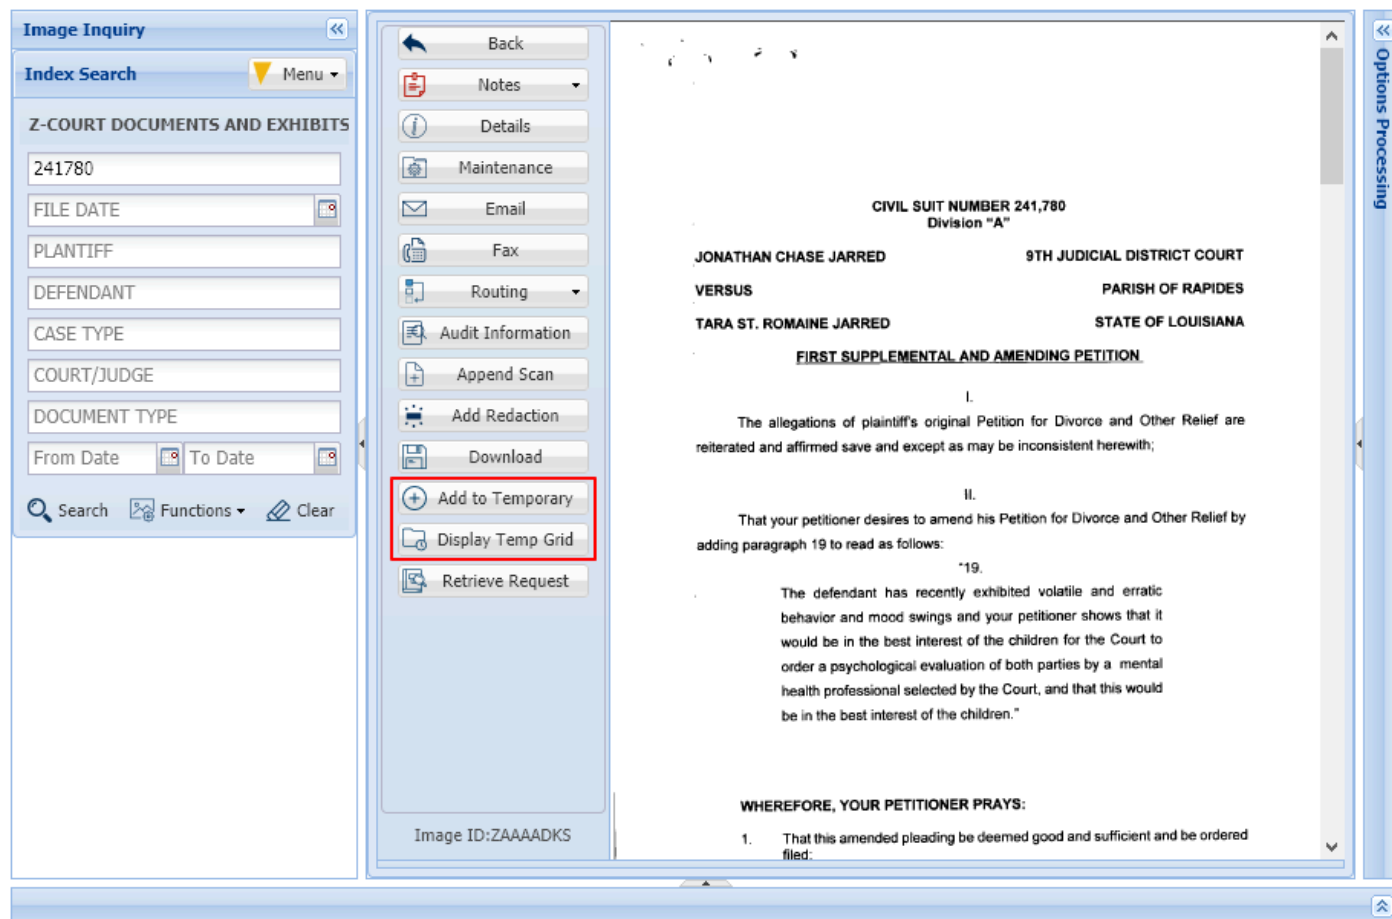 Image Inquiry
Index Search
Menu
Z-COURT DOCUMENTS AND EXHIBITS
241780
FILE DATE
PLANTIFF
DEFENDANT
CASE TYPE
COURT/JUDGE
DOCUMENT TYPE
From Date To Date
Search Functions Clear
Back
Notes
Details
Maintenance
Email
Fax
Routing
Audit Information
Append Scan
Add Redaction
Download
Add to Temporary
Display Temp Grid
Retrieve Request
Image ID:ZAAAADKS
CIVIL SUIT NUMBER 241,780
Division "A"
JONATHAN CHASE JARRED 9TH JUDICIAL DISTRICT COURT
VERSUS PARISH OF RAPIDES
TARA ST. ROMAINE JARRED STATE OF LOUISIANA
FIRST SUPPLEMENTAL AND AMENDING PETITION
I.
The allegations of plaintiff's original Petition for Divorce and Other Relief are
reiterated and affirmed save and except as may be inconsistent herewith;
II.
That your petitioner desires to amend his Petition for Divorce and Other Relief by
adding paragraph 19 to read as follows:
"19.
The defendant has recently exhibited volatile and erratic
behavior and mood swings and your petitioner shows that it
would be in the best interest of the children for the Court to
order a psychological evaluation of both parties by a mental
health professional selected by the Court, and that this would
be in the best interest of the children."
WHEREFORE, YOUR PETITIONER PRAYS:
1. That this amended pleading be deemed good and sufficient and be ordered
filed;
Options Processing